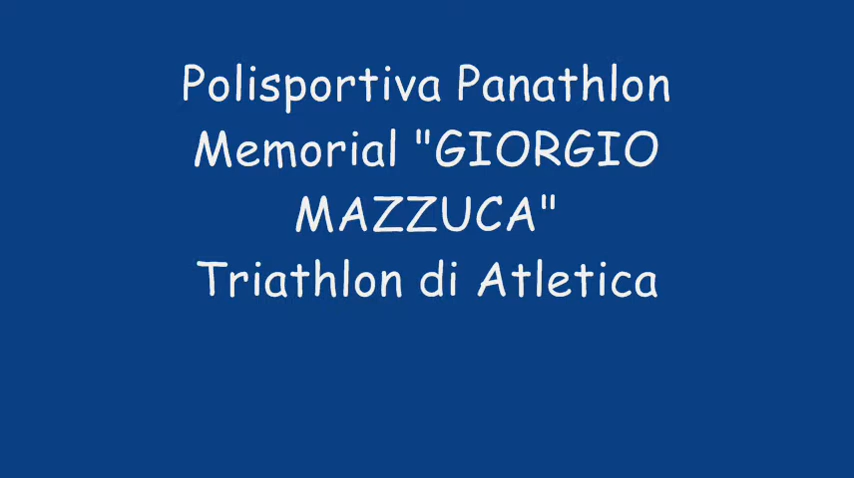 Polisportiva Panathlon
Memorial "GIORGIO
MAZZUCA"
Triathlon di Atletica